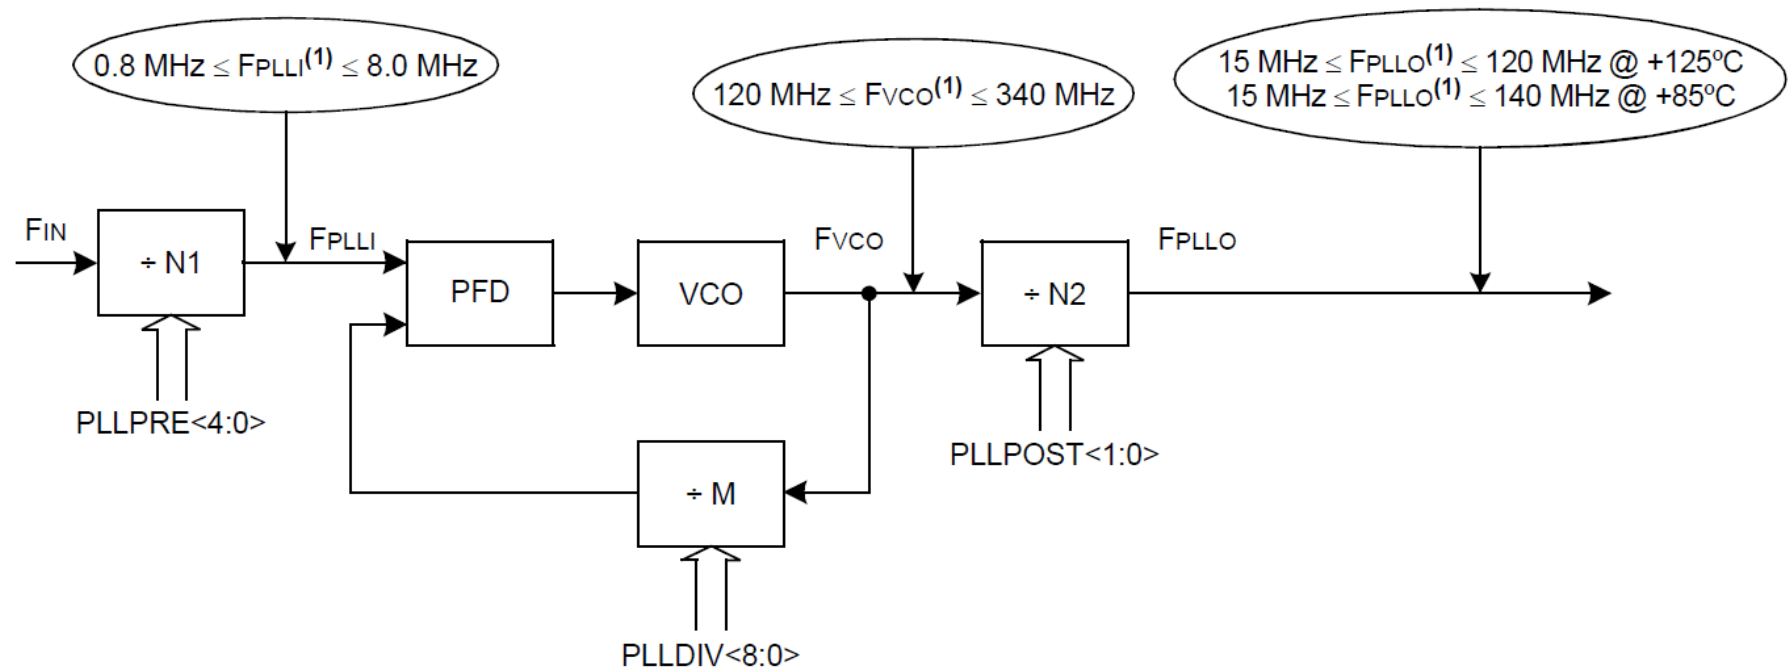 0.8 MHz ≤ FPLLI(1) ≤ 8.0 MHz
120 MHz ≤ FVCO(1) ≤ 340 MHz
15 MHz ≤ FPLLO(1) ≤ 120 MHz @ +125ºC
15 MHz ≤ FPLLO(1) ≤ 140 MHz @ +85ºC
FIN
÷ N1
FPLLI
PFD
VCO
FVCO
÷ N2
FPLLO
PLLPRE<4:0>
÷ M
PLLPOST<1:0>
PLLDIV<8:0>